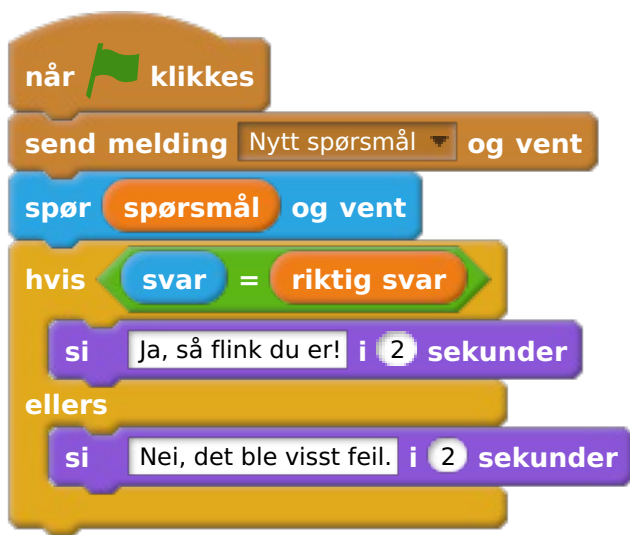 når klikkes
send melding Nytt spørsmål og vent
spør spørsmål og vent
hvis svar = riktig svar
si Ja, så flink du er! i 2 sekunder
ellers
si Nei, det ble visst feil. i 2 sekunder